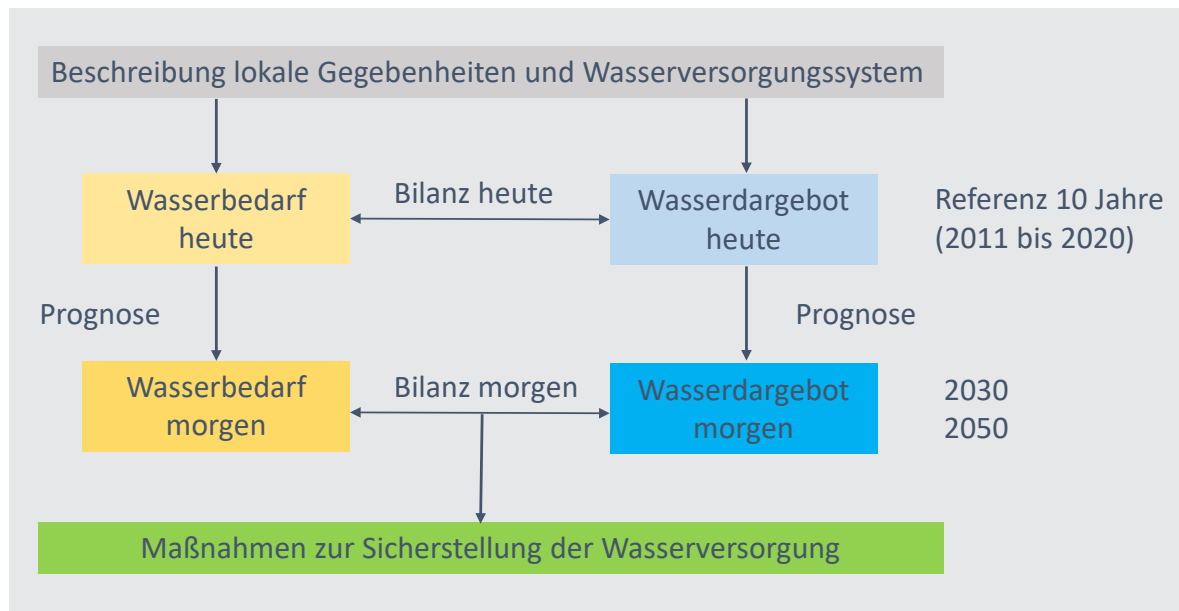 Beschreibung lokale Gegebenheiten und Wasserversorgungssystem
Wasserbedarf
heute
Bilanz heute
Wasserdargebot
heute
Referenz 10 Jahre
(2011 bis 2020)
Prognose
Prognose
Wasserbedarf
morgen
Bilanz morgen
Wasserdargebot
morgen
2030
2050
Maßnahmen zur Sicherstellung der Wasserversorgung